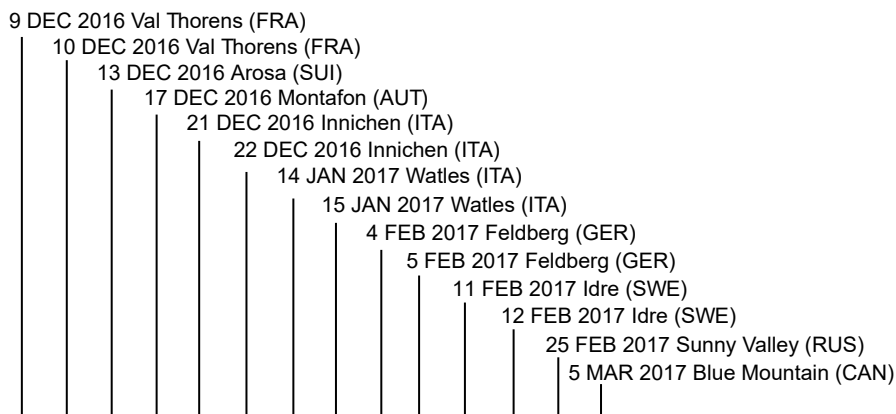 9 DEC 2016 Val Thorens (FRA)
10 DEC 2016 Val Thorens (FRA)
13 DEC 2016 Arosa (SUI)
17 DEC 2016 Montafon (AUT)
21 DEC 2016 Innichen (ITA)
22 DEC 2016 Innichen (ITA)
14 JAN 2017 Watles (ITA)
15 JAN 2017 Watles (ITA)
4 FEB 2017 Feldberg (GER)
5 FEB 2017 Feldberg (GER)
11 FEB 2017 Idre (SWE)
12 FEB 2017 Idre (SWE)
25 FEB 2017 Sunny Valley (RUS)
5 MAR 2017 Blue Mountain (CAN)